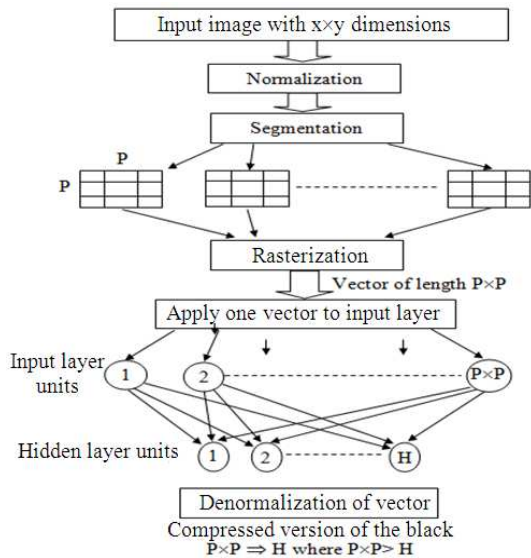 Input image with x×y dimensions
Normalization
Segmentation
P
P
Rasterization
Vector of length P×P
Apply one vector to input layer
Input layer
units
1
2
P×P
Hidden layer units
1
2
H
Denormalization of vector
Compressed version of the black
P×P ⇒ H where P×P> H